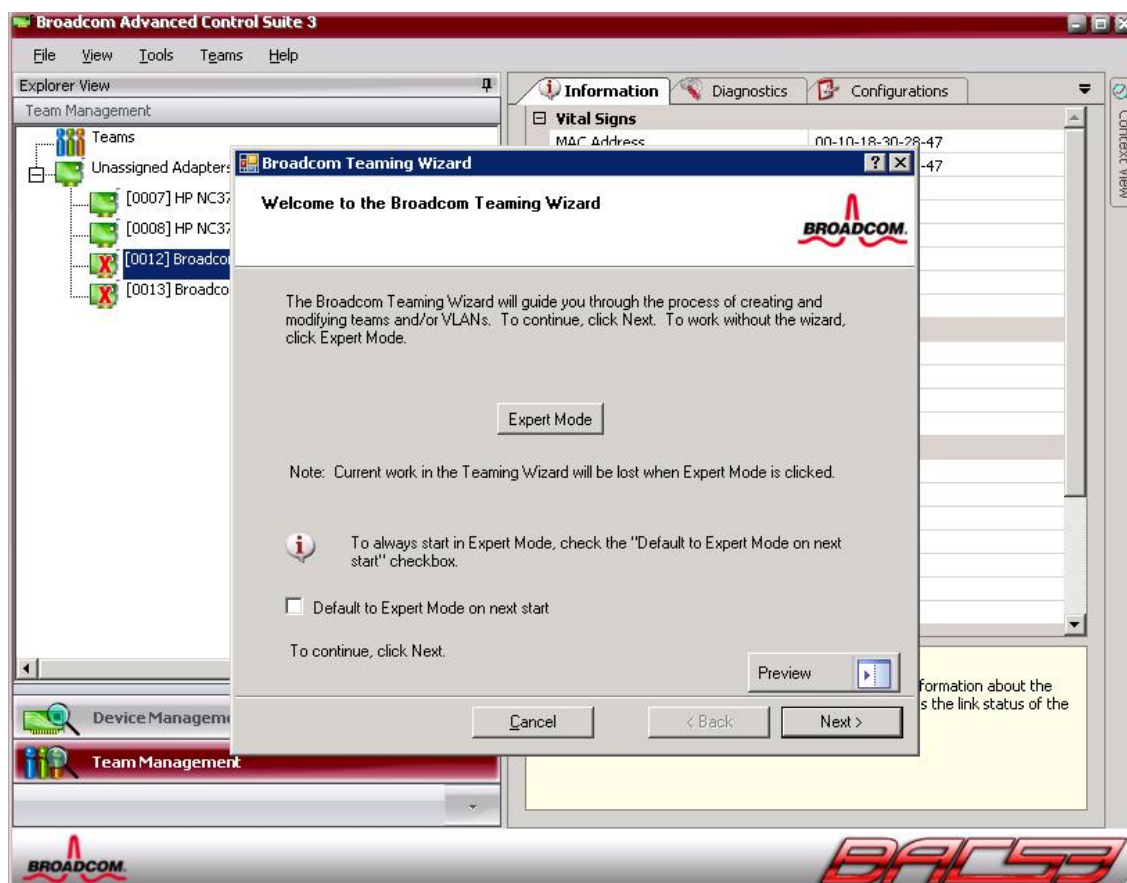 Broadcom Advanced Control Suite 3
File View Tools Teams Help
Explorer View
Team Management
Teams
Unassigned Adapters
[0007] HP NC37
[0008] HP NC37
[0012] Broadco
[0013] Broadco
Information Diagnostics Configurations
Context View
Vital Signs
MAC Address 00-10-18-30-28-47
-47
Broadcom Teaming Wizard
Welcome to the Broadcom Teaming Wizard
BROADCOM.
The Broadcom Teaming Wizard will guide you through the process of creating and
modifying teams and/or VLANs. To continue, click Next. To work without the wizard,
click Expert Mode.
Expert Mode
Note: Current work in the Teaming Wizard will be lost when Expert Mode is clicked.
To always start in Expert Mode, check the "Default to Expert Mode on next
start" checkbox.
Default to Expert Mode on next start
To continue, click Next.
Preview
Cancel < Back Next >
formation about the
s the link status of the
Device Manageme
Team Management
BROADCOM.
BACS3